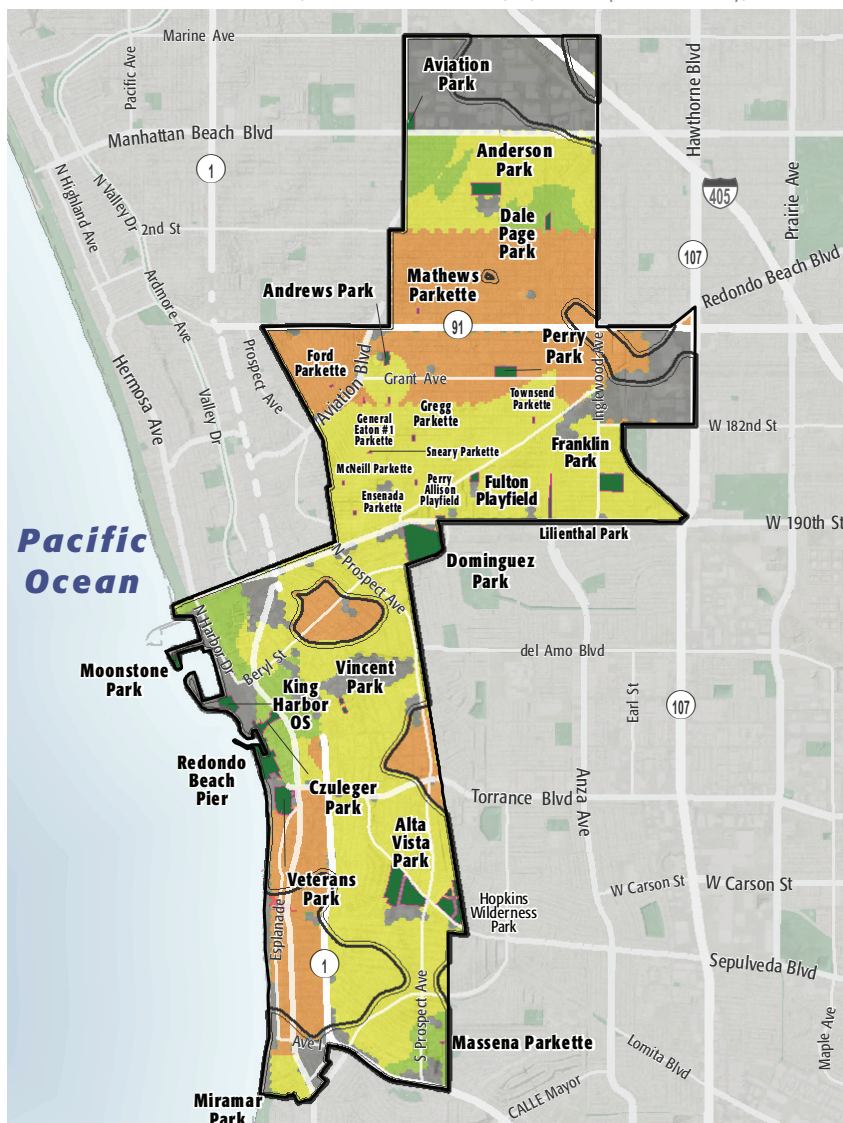 Marine Ave
Pacific Ave
Aviation
Park
Hawthorne Blvd
Manhattan Beach Blvd
1
Anderson
Park
405
Prairie Ave
N Highland Ave
N Valley Dr
2nd St
Dale
Page
Park
107
Redondo Beach Blvd
Ardmore Ave
Andrews Park
Mathews
Parkette
91
Prospect Ave
Perry
Park
Inglewood Ave
Hermosa Ave
Valley Dr
Ford
Parkette
Aviation Blvd
Grant Ave
Townsend
Parkette
General
Eaton #1
Parkette
Gregg
Parkette
W 182nd St
Franklin
Park
Sneary Parkette
McNeill Parkette
Perry
Allison
Playfield
Fulton
Playfield
Ensenada
Parkette
Lilienthal Park
W 190th St
Pacific
Ocean
N Prospect Ave
Dominguez
Park
N Harbor Dr
Beryl St
del Amo Blvd
Moonstone
Park
Vincent
Park
King
Harbor
OS
Earl St
107
Redondo
Beach
Pier
Czuleger
Park
Torrance Blvd
Anza Ave
Alta
Vista
Park
Veterans
Park
W Carson St
W Carson St
Hopkins
Wilderness
Park
Esplanade
1
Sepulveda Blvd
S Prospect Ave
Ave I
Massena Parkette
Lomita Blvd
Maple Ave
CALLE Mayor
Miramar
Park